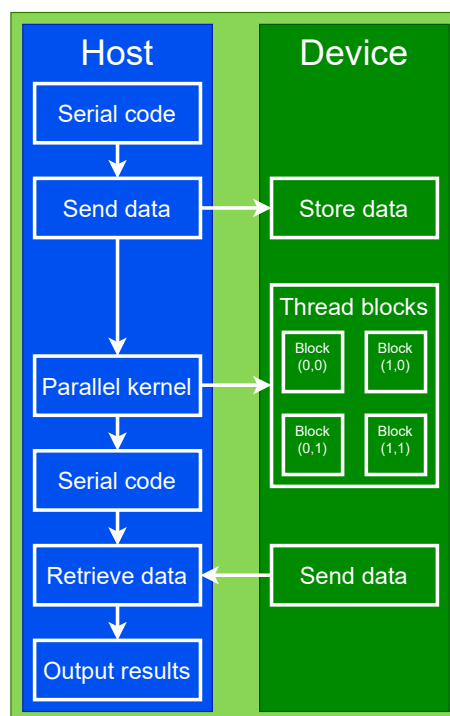 Host
Serial code
Send data
Parallel kernel
Serial code
Retrieve data
Output results
Device
Store data
Thread blocks
Block
(0,0)
Block
(1,0)
Block
(0,1)
Block
(1,1)
Send data